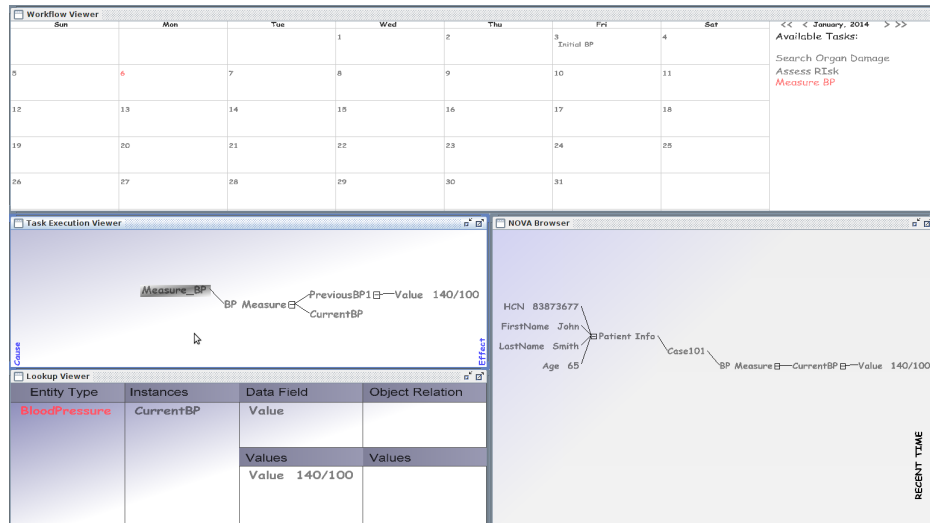 Workflow Viewer
Sun Mon Tue Wed Thu Fri Sat
<< < January, 2014 > >>
1 2 3 4
Initial BP
Available Tasks:
Search Organ Damage
Assess RIsk
Measure BP
5 6 7 8 9 10 11
12 13 14 15 16 17 18
19 20 21 22 23 24 25
26 27 28 29 30 31
Task Execution Viewer
Measure_BP
BP Measure
PreviousBP1 Value 140/100
CurrentBP
Cause
Effect
NOVA Browser
HCN 83873677
FirstName John
Patient Info
LastName Smith
Case101
Age 65
BP Measure CurrentBP Value 140/100
RECENT TIME
Lookup Viewer
Entity Type Instances Data Field Object Relation
BloodPressure CurrentBP Value
Values Values
Value 140/100